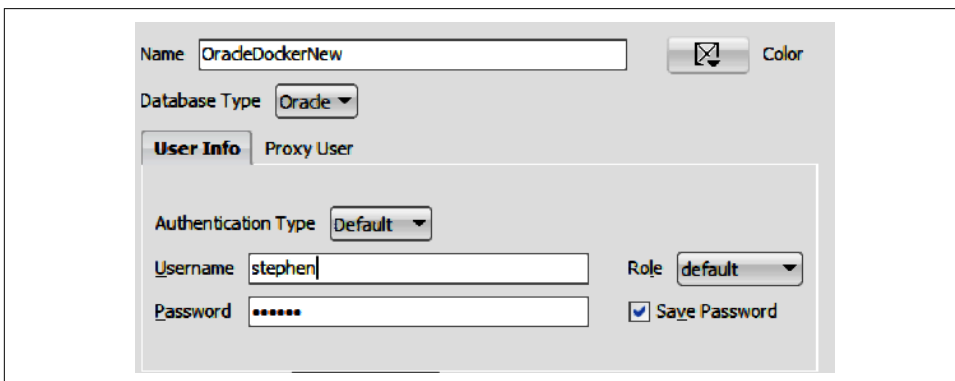 Name OracleDockerNew Color
Database Type Oracle
User Info Proxy User
Authentication Type Default
Username stephen Role default
Password •••••• Save Password